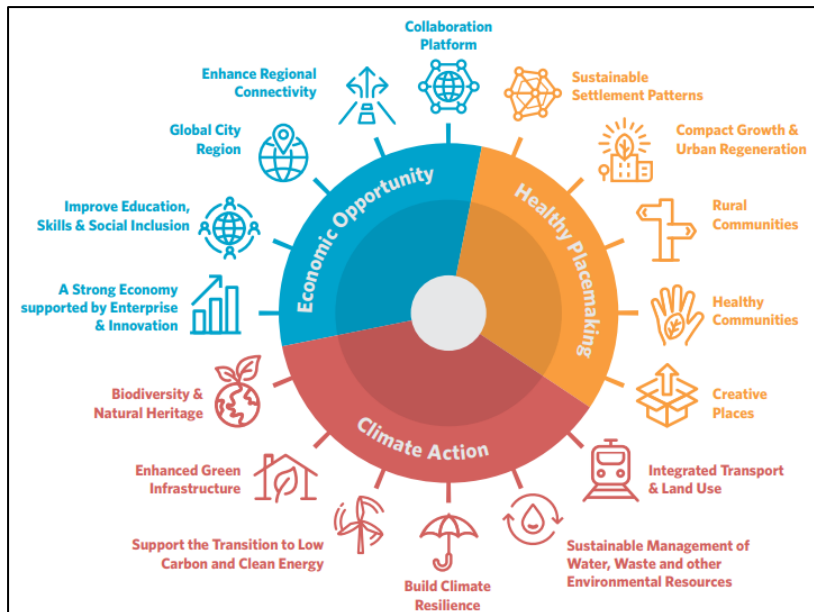 Collaboration
Platform
Enhance Regional
Connectivity
Global City
Region
Improve Education,
Skills & Social Inclusion
A Strong Economy
supported by Enterprise
& Innovation
Economic Opportunity
Sustainable
Settlement Patterns
Compact Growth &
Urban Regeneration
Rural
Communities
Healthy
Communities
Creative
Places
Healthy Placemaking
Integrated Transport
& Land Use
Sustainable Management of
Water, Waste and other
Environmental Resources
Build Climate
Resilience
Support the Transition to Low
Carbon and Clean Energy
Enhanced Green
Infrastructure
Biodiversity &
Natural Heritage
Climate Action